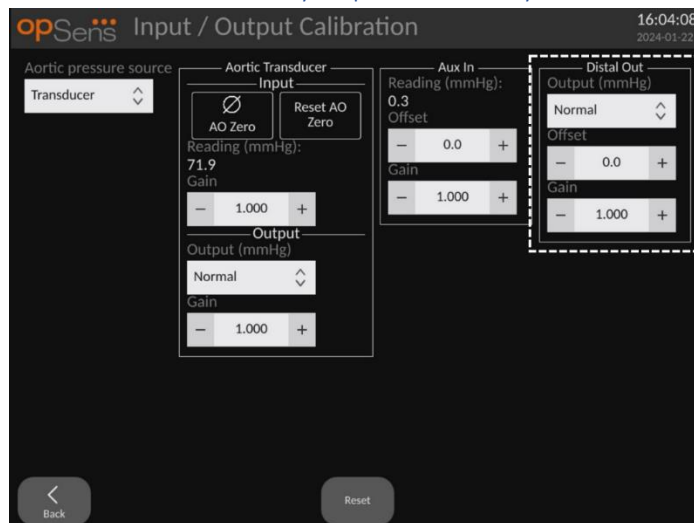 opSens Input / Output Calibration
16:04:08
2024-01-22
Aortic pressure source
Transducer
Aortic Transducer
Input
AO Zero
Reset AO
Zero
Reading (mmHg):
71.9
Gain
− 1.000 +
Output
Output (mmHg)
Normal
Gain
− 1.000 +
Aux In
Reading (mmHg):
0.3
Offset
− 0.0 +
Gain
− 1.000 +
Distal Out
Output (mmHg)
Normal
Offset
− 0.0 +
Gain
− 1.000 +
Back
Reset